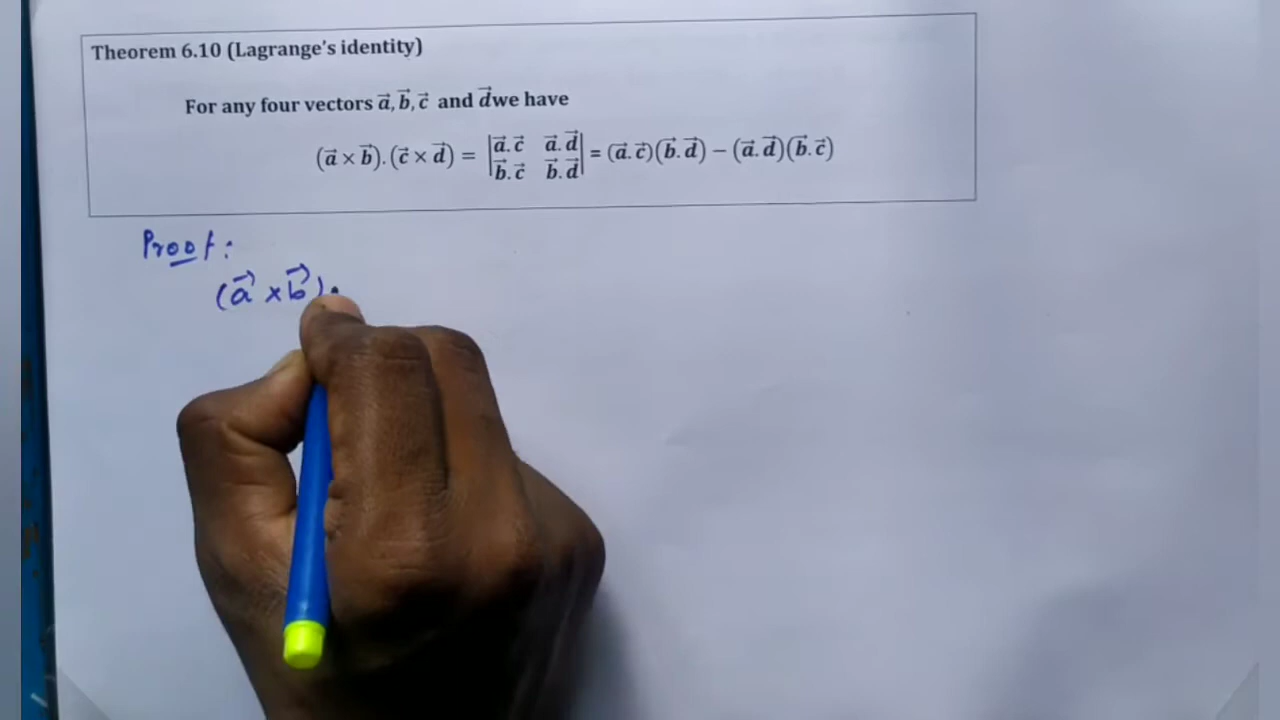 Theorem 6.10 (Lagrange's identity)
For any four vectors a⃗, b⃗, c⃗ and d⃗we have
(a⃗ × b⃗).(c⃗ × d⃗) = |a⃗.c⃗ a⃗.d⃗| = (a⃗.c⃗)(b⃗.d⃗) − (a⃗.d⃗)(b⃗.c⃗)
|b⃗.c⃗ b⃗.d⃗|
Proof:
(a⃗ × b⃗).